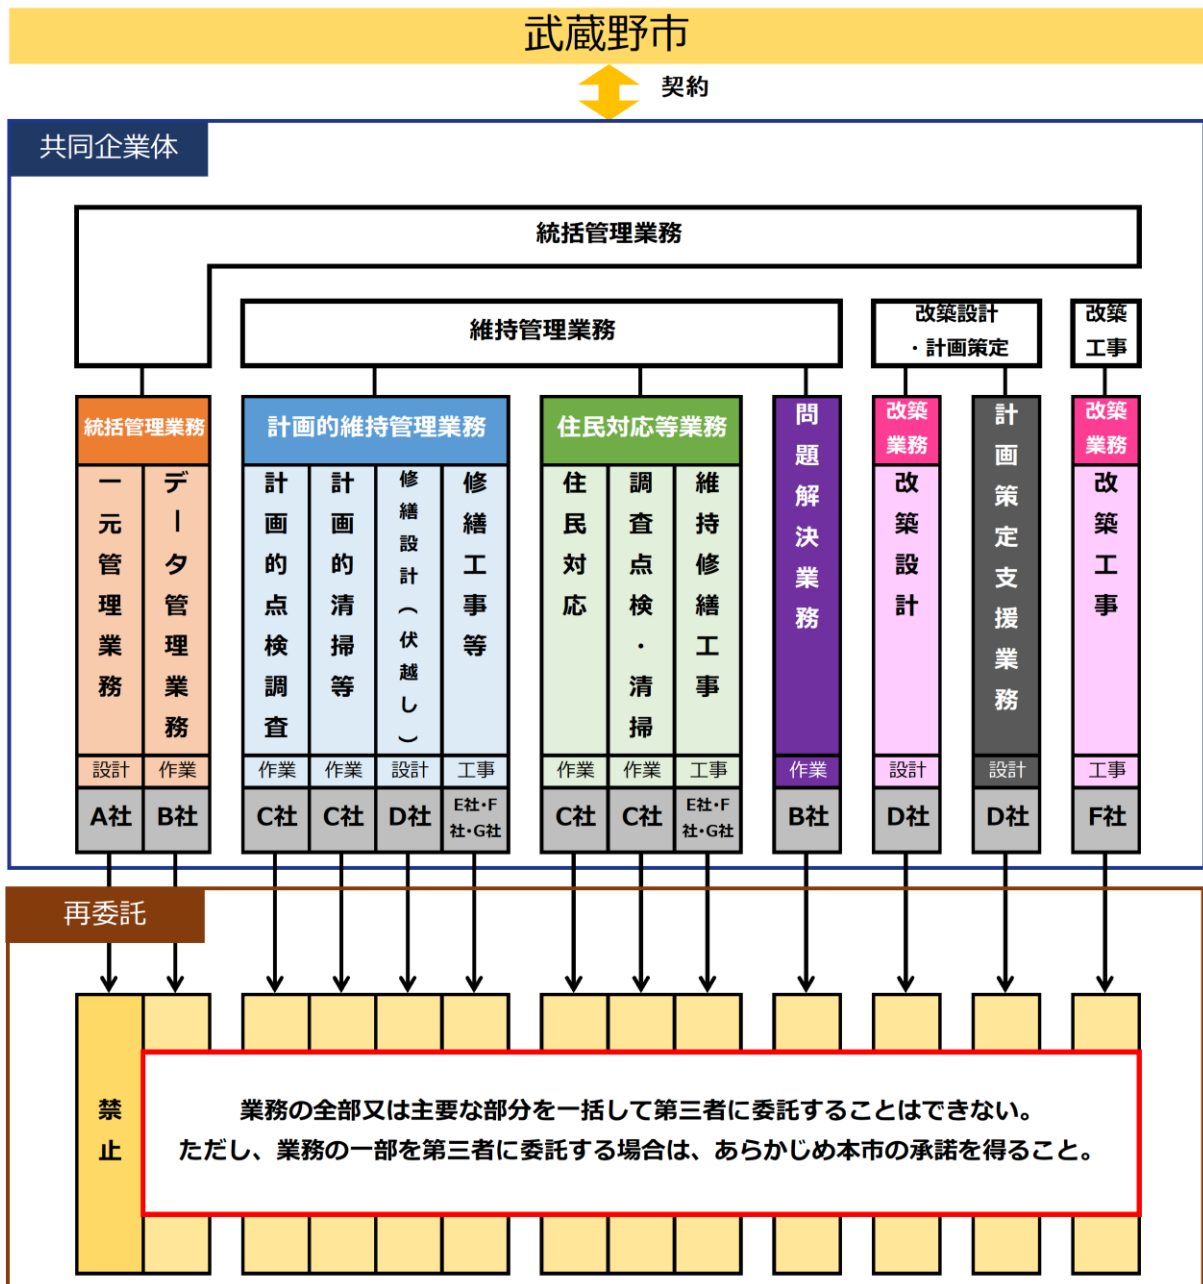 武蔵野市
契約
共同企業体
統括管理業務
維持管理業務
改築設計
・計画策定
改築
工事
統括管理業務
計画的維持管理業務
住民対応等業務
問題解決業務
改築
業務
計画策定支援業務
改築
業務
一元管理業務
データ管理業務
計画的点検調査
計画的清掃等
修繕設計（伏越し）
修繕工事等
住民対応
調査点検・清掃
維持修繕工事
改築設計
改築工事
設計
作業
作業
作業
設計
工事
作業
作業
工事
作業
設計
設計
工事
A社
B社
C社
C社
D社
E社・F
社・G社
C社
C社
E社・F
社・G社
B社
D社
D社
F社
再委託
禁止
業務の全部又は主要な部分を一括して第三者に委託することはできない。
ただし、業務の一部を第三者に委託する場合は、あらかじめ本市の承諾を得ること。